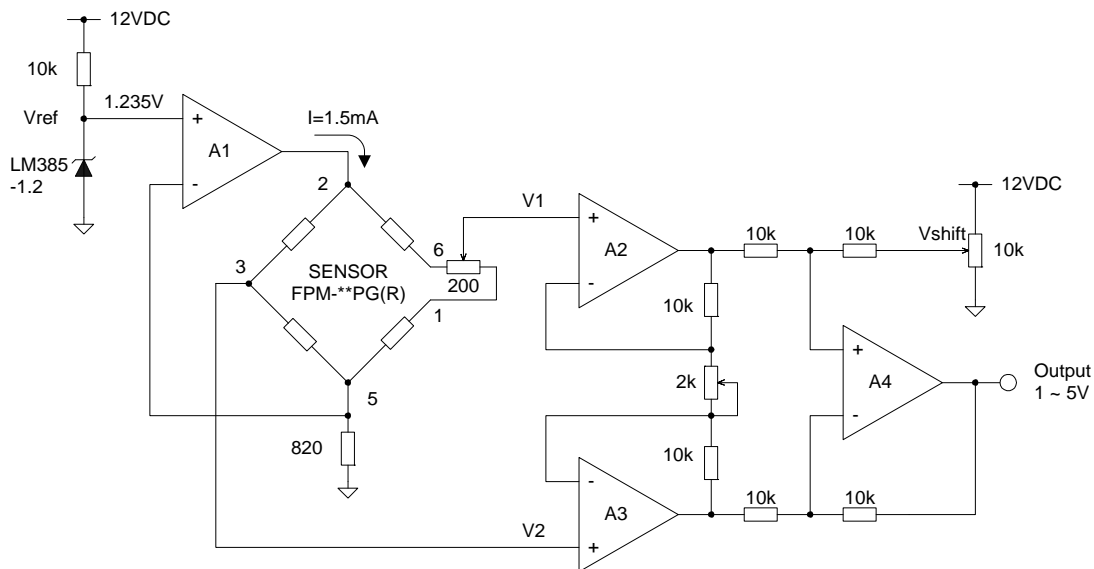 12VDC
10k
1.235V
Vref
LM385
-1.2
+
-
A1
I=1.5mA
2
3
6
SENSOR
FPM-**PG(R)
200
1
5
820
V1
V2
+
-
A2
10k
2k
10k
-
+
A3
10k
10k
Vshift
12VDC
10k
+
-
A4
10k
10k
Output
1 ~ 5V